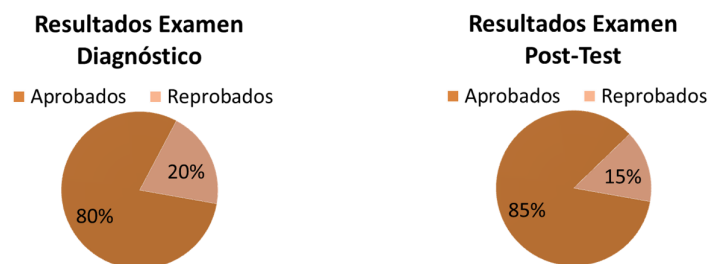 Resultados Examen
Diagnóstico
Aprobados Reprobados
20%
80%
Resultados Examen
Post-Test
Aprobados Reprobados
15%
85%